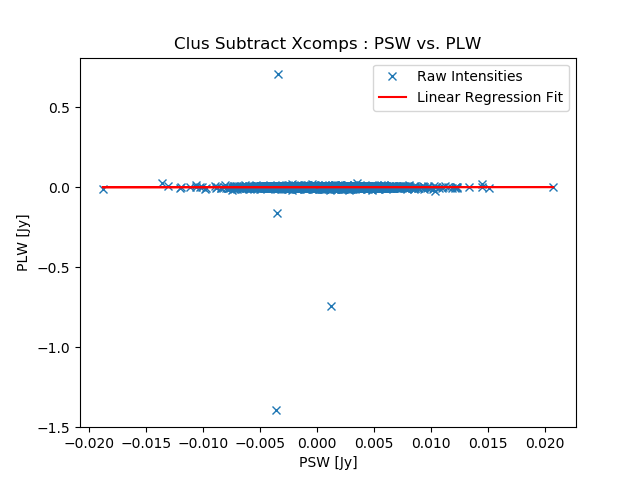 Clus Subtract Xcomps : PSW vs. PLW
Raw Intensities
Linear Regression Fit
0.5
0.0
−0.5
−1.0
−1.5
PLW [Jy]
−0.020 −0.015 −0.010 −0.005 0.000 0.005 0.010 0.015 0.020
PSW [Jy]